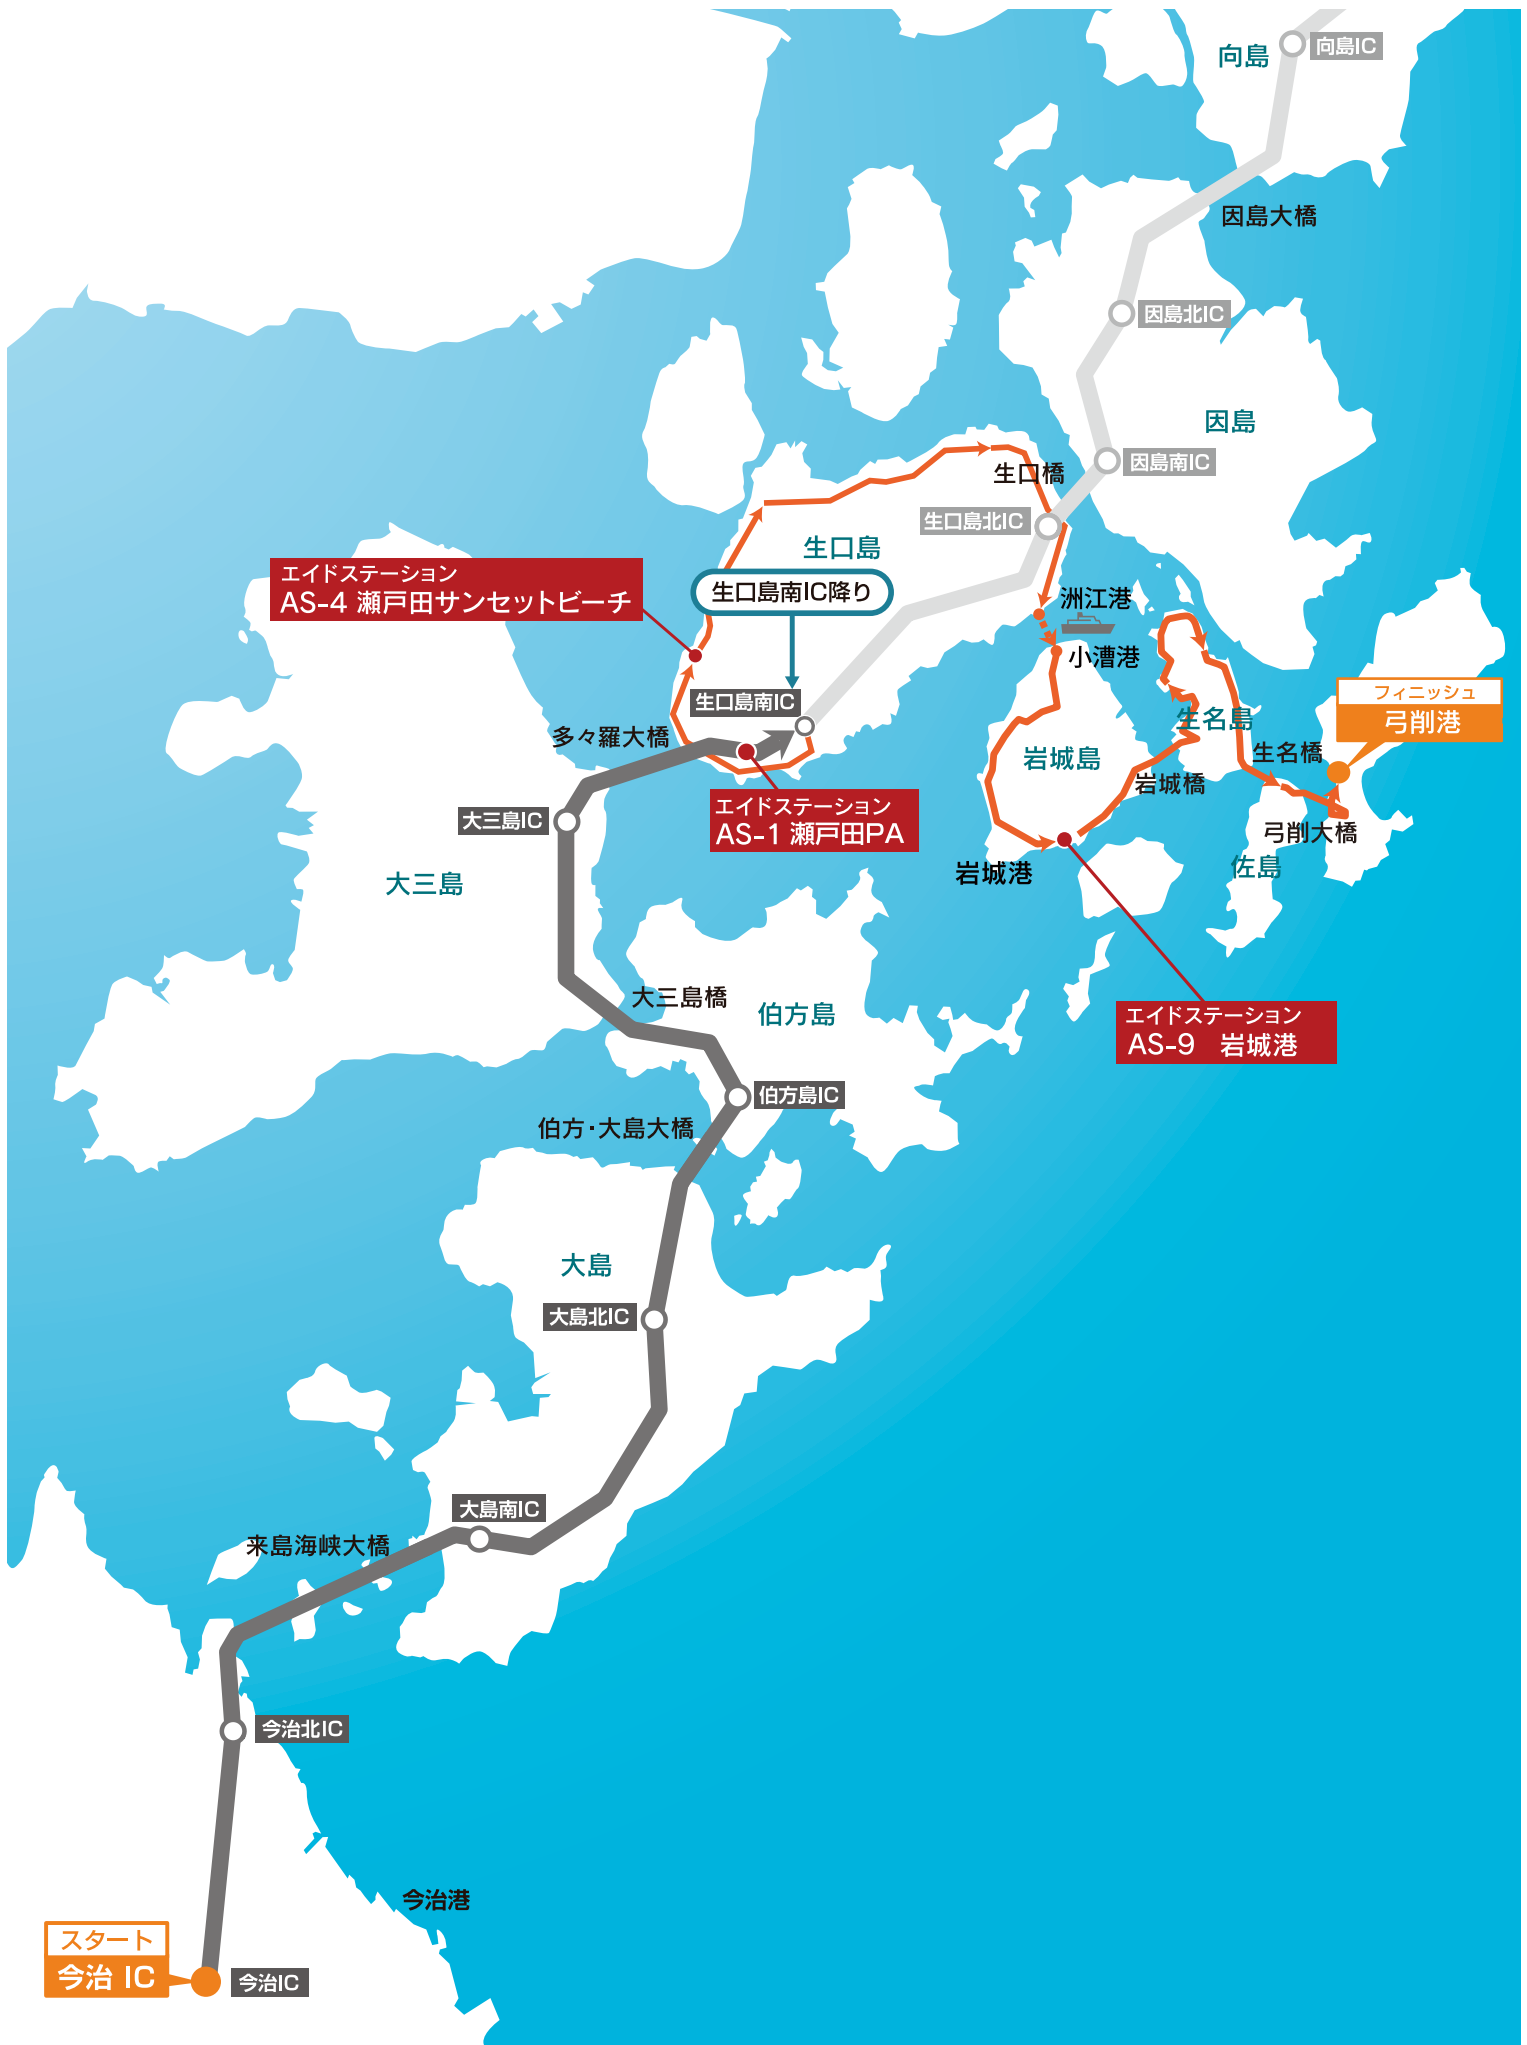 向島
向島IC
因島大橋
因島北IC
因島
因島南IC
生口橋
生口島北IC
生口島
エイドステーション
AS-4 瀬戸田サンセットビーチ
生口島南IC降り
洲江港
小漕港
生口島南IC
フィニッシュ
弓削港
生名島
多々羅大橋
生名橋
岩城島
岩城橋
エイドステーション
AS-1 瀬戸田PA
大三島IC
弓削大橋
佐島
岩城港
大三島
大三島橋
伯方島
エイドステーション
AS-9 岩城港
伯方島IC
伯方・大島大橋
大島
大島北IC
大島南IC
来島海峡大橋
今治北IC
今治港
スタート
今治 IC
今治IC